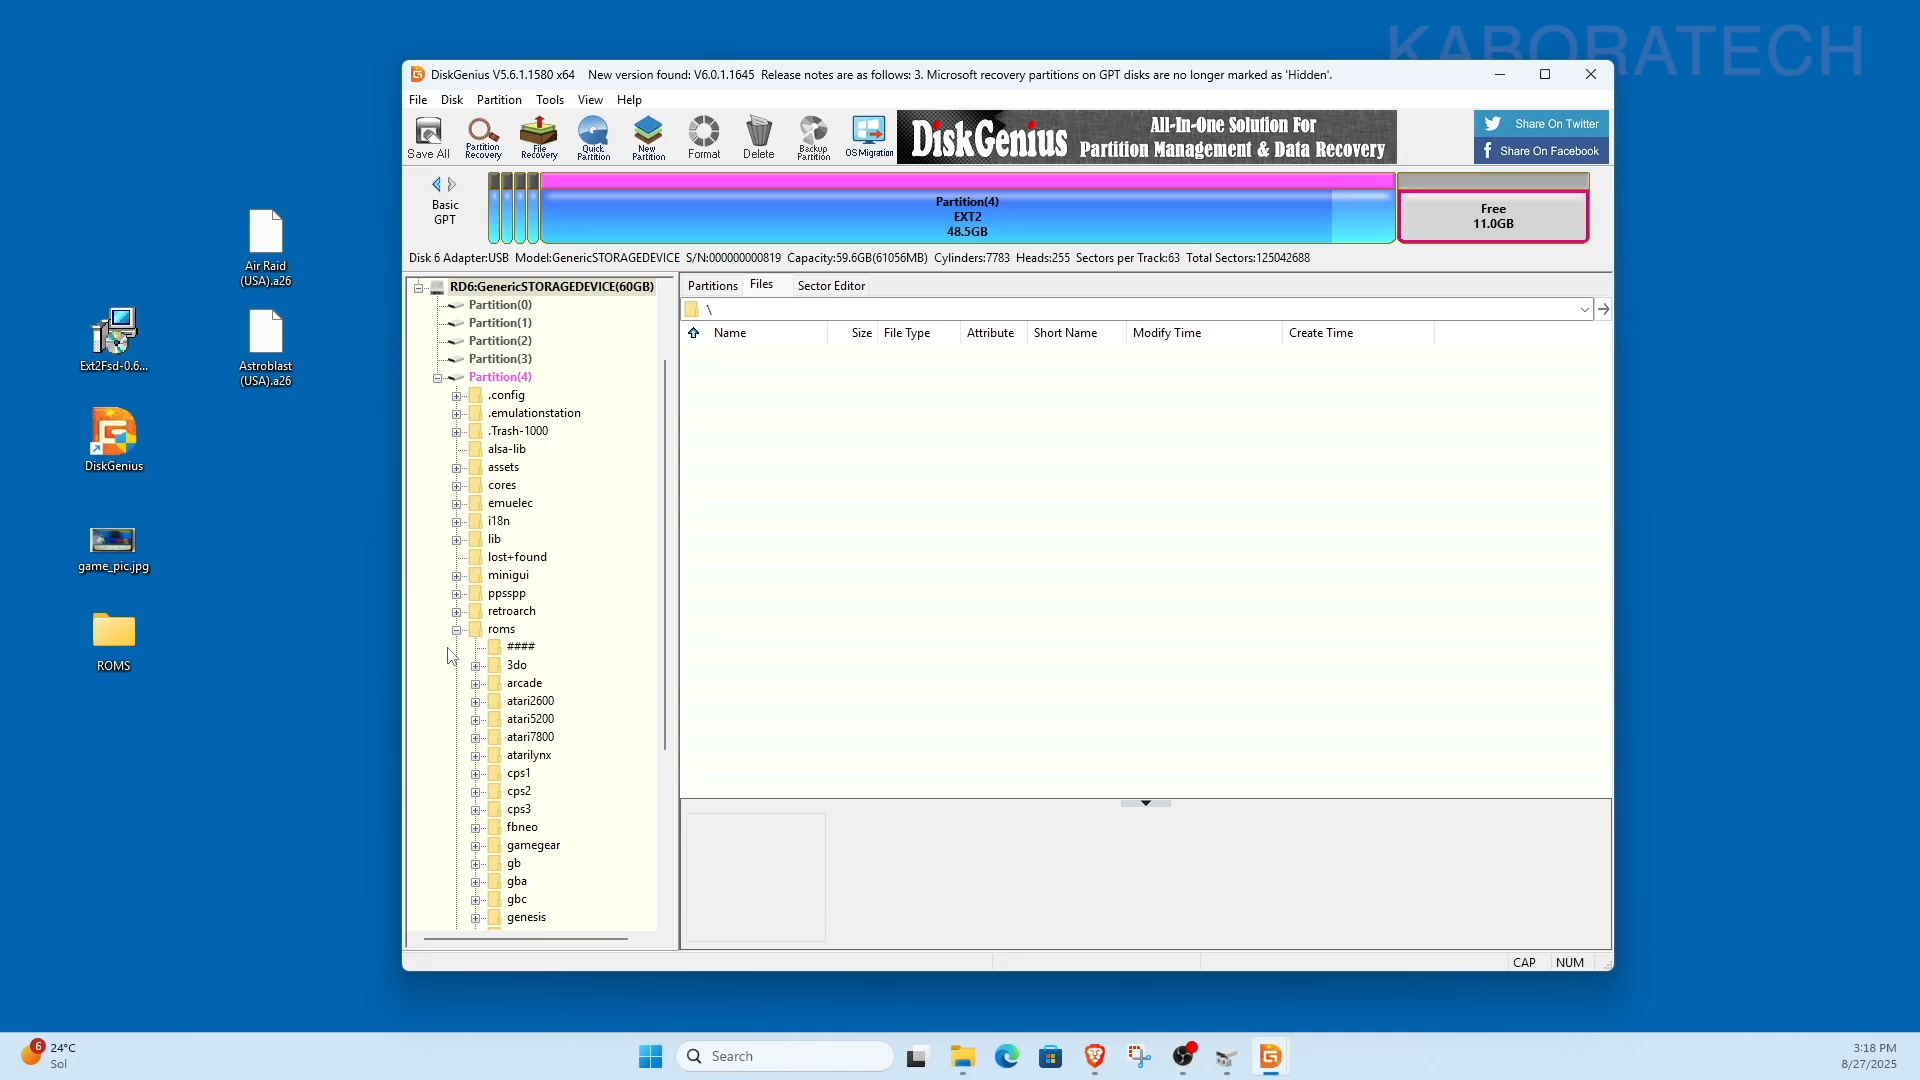 KABORATECH
DiskGenius V5.6.1.1580 x64    New version found: V6.0.1.1645  Release notes are as follows: 3. Microsoft recovery partitions on GPT disks are no longer marked as 'Hidden'.
File Disk Partition Tools View Help
Save All
Partition Recovery
File Recovery
Quick Partition
New Partition
Format
Delete
Backup Partition
OS Migration
DiskGenius
All-In-One Solution For
Partition Management & Data Recovery
Share On Twitter
Share On Facebook
Basic
GPT
Partition(4)
EXT2
48.5GB
Free
11.0GB
Disk 6 Adapter:USB  Model:GenericSTORAGEDEVICE  S/N:000000000819  Capacity:59.6GB(61056MB)  Cylinders:7783  Heads:255  Sectors per Track:63  Total Sectors:125042688
RD6:GenericSTORAGEDEVICE(60GB)
Partition(0)
Partition(1)
Partition(2)
Partition(3)
Partition(4)
.config
.emulationstation
.Trash-1000
alsa-lib
assets
cores
emuelec
i18n
lib
lost+found
minigui
ppsspp
retroarch
roms
####
3do
arcade
atari2600
atari5200
atari7800
atarilynx
cps1
cps2
cps3
fbneo
gamegear
gb
gba
gbc
genesis
Partitions Files Sector Editor
\
Name Size File Type Attribute Short Name Modify Time Create Time
CAP NUM
Air Raid
(USA).a26
Ext2Fsd-0.6...
Astroblast
(USA).a26
DiskGenius
game_pic.jpg
ROMS
6
24°C
Sol
Search
3:18 PM
8/27/2025